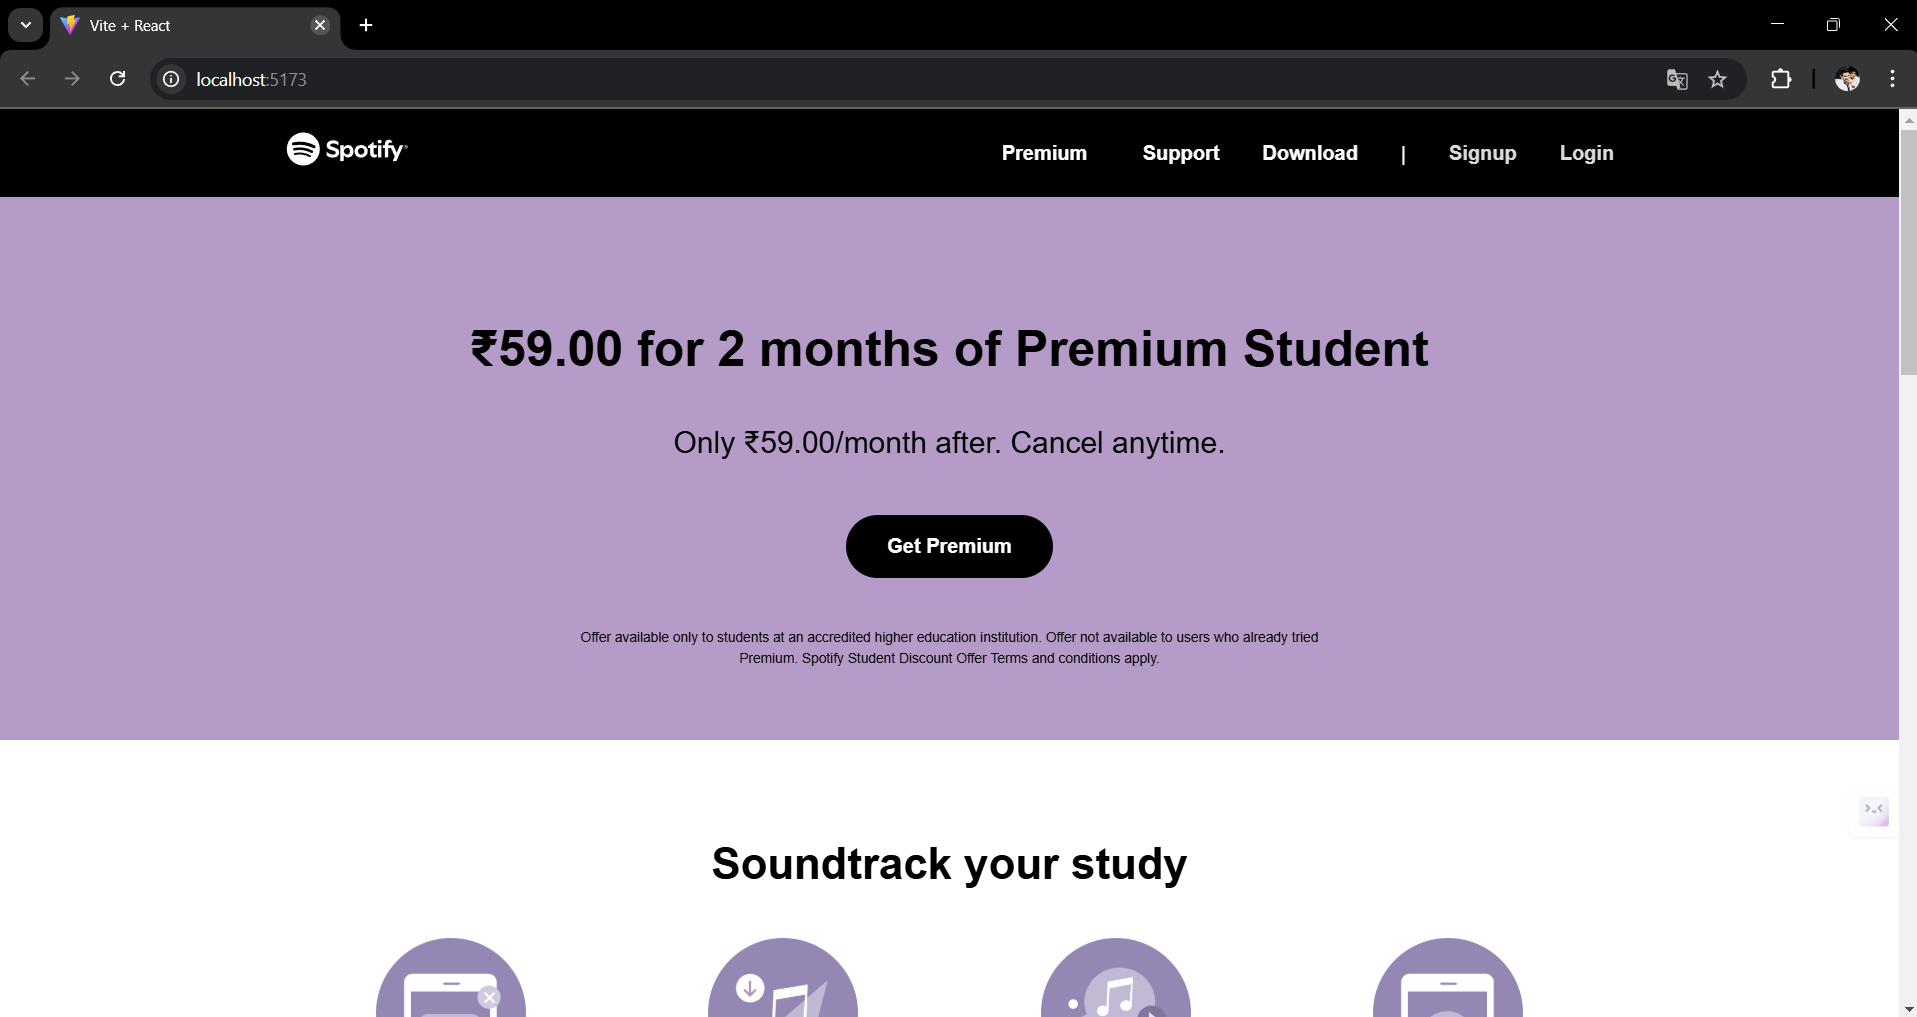 Vite + React
localhost:5173
Spotify
Premium Support Download | Signup Login
₹59.00 for 2 months of Premium Student
Only ₹59.00/month after. Cancel anytime.
Get Premium
Offer available only to students at an accredited higher education institution. Offer not available to users who already tried
Premium. Spotify Student Discount Offer Terms and conditions apply.
Soundtrack your study